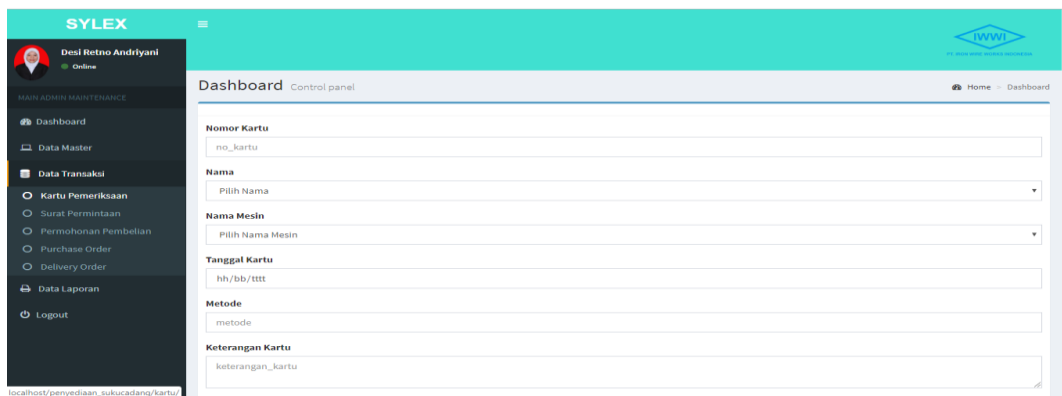 SYLEX
IWWI
Desi Retno Andriyani
Online
MAIN ADMIN MAINTENANCE
Dashboard
Data Master
Data Transaksi
Kartu Pemeriksaan
Surat Permintaan
Permohonan Pembelian
Purchase Order
Delivery Order
Data Laporan
Logout
localhost/penyediaan_sukucadang/kartu/
Dashboard Control panel
Home > Dashboard
Nomor Kartu
no_kartu
Nama
Pilih Nama
Nama Mesin
Pilih Nama Mesin
Tanggal Kartu
hh/bb/tttt
Metode
metode
Keterangan Kartu
keterangan_kartu